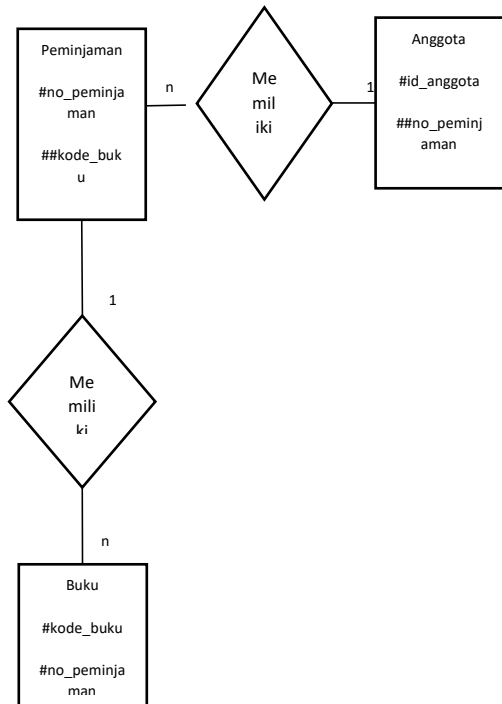 Peminjaman
#no_peminja
man
##kode_buk
u
n
Me
mil
iki
1
Anggota
#id_anggota
##no_peminj
aman
1
Me
mili
ki
n
Buku
#kode_buku
#no_peminja
man